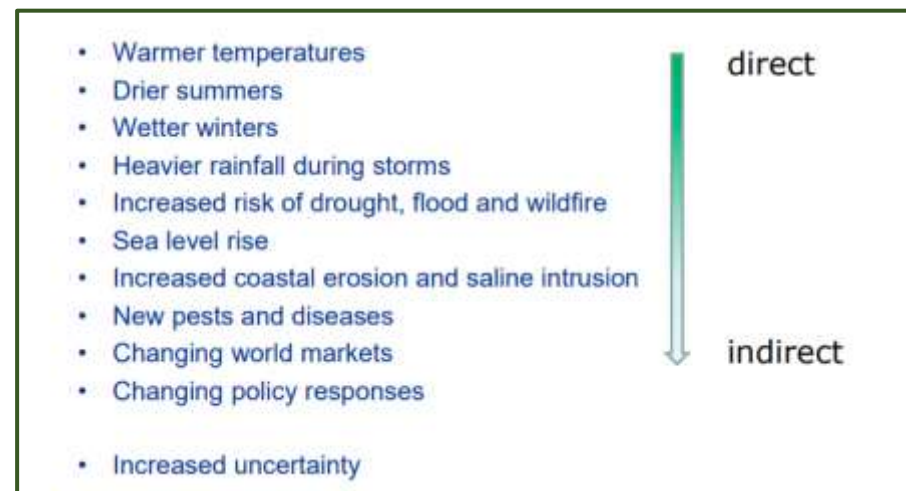 • Warmer temperatures
direct
• Drier summers
• Wetter winters
• Heavier rainfall during storms
• Increased risk of drought, flood and wildfire
• Sea level rise
• Increased coastal erosion and saline intrusion
• New pests and diseases
• Changing world markets
indirect
• Changing policy responses
• Increased uncertainty